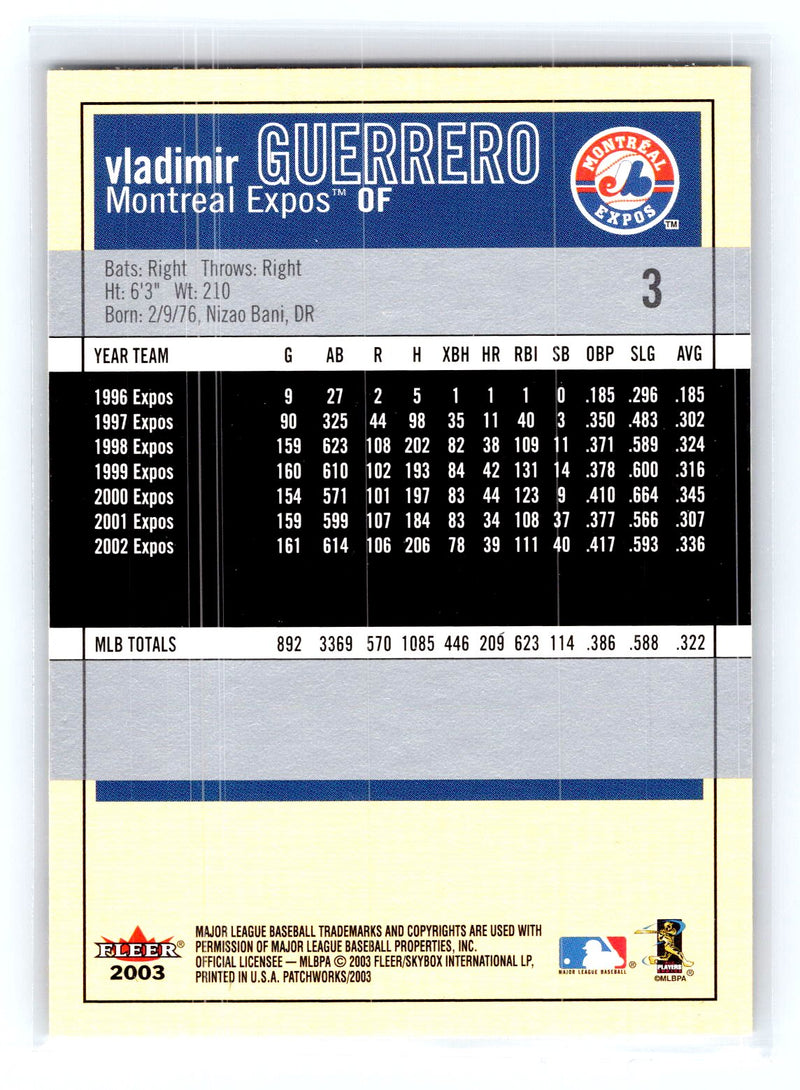 vladimir GUERRERO
Montreal Expos™ OF
MONTRÉAL
eb
EXPOS
TM
Bats: Right Throws: Right
Ht: 6'3" Wt: 210
Born: 2/9/76, Nizao Bani, DR
3
YEAR TEAM G AB R H XBH HR RBI SB OBP SLG AVG
1996 Expos 9 27 2 5 1 1 1 0 .185 .296 .185
1997 Expos 90 325 44 98 35 11 40 3 .350 .483 .302
1998 Expos 159 623 108 202 82 38 109 11 .371 .589 .324
1999 Expos 160 610 102 193 84 42 131 14 .378 .600 .316
2000 Expos 154 571 101 197 83 44 123 9 .410 .664 .345
2001 Expos 159 599 107 184 83 34 108 37 .377 .566 .307
2002 Expos 161 614 106 206 78 39 111 40 .417 .593 .336
MLB TOTALS 892 3369 570 1085 446 209 623 114 .386 .588 .322
FLEER®
2003
MAJOR LEAGUE BASEBALL TRADEMARKS AND COPYRIGHTS ARE USED WITH
PERMISSION OF MAJOR LEAGUE BASEBALL PROPERTIES, INC.
OFFICIAL LICENSEE — MLBPA © 2003 FLEER/SKYBOX INTERNATIONAL LP,
PRINTED IN U.S.A. PATCHWORKS/2003
MAJOR LEAGUE BASEBALL®
PLAYERS
®
©MLBPA